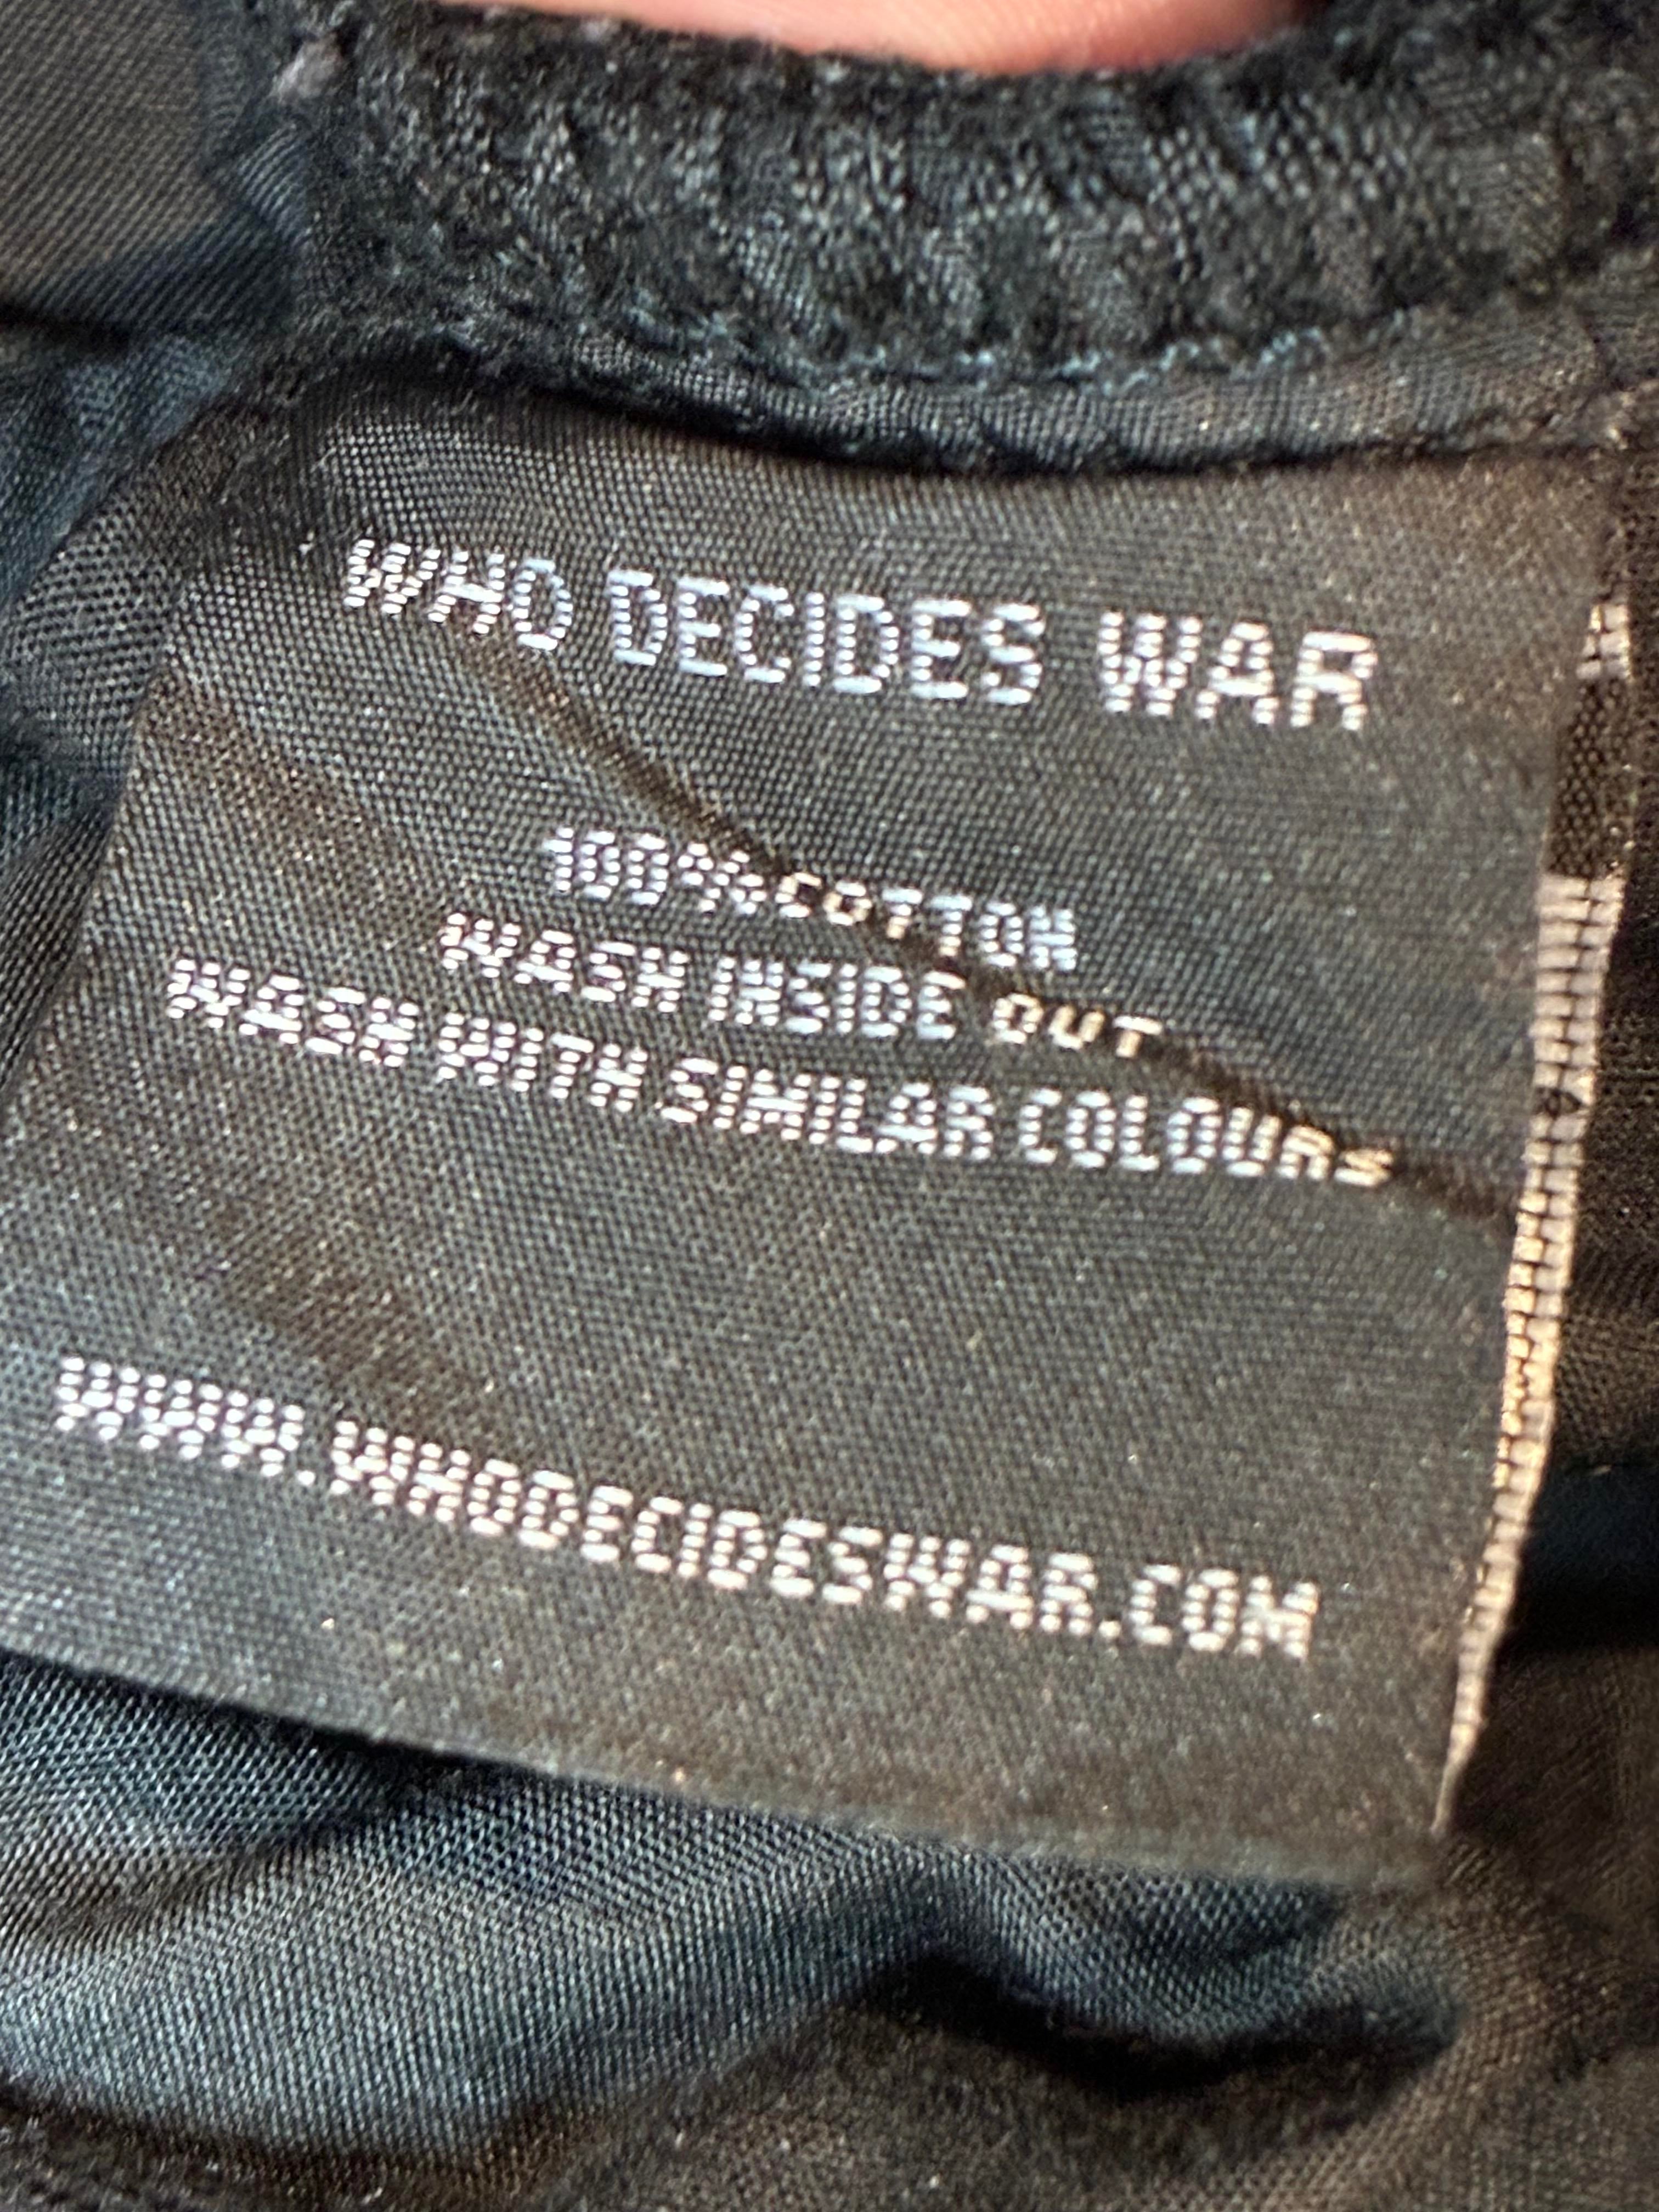 WHO DECIDES WAR
100% COTTON
WASH INSIDE OUT
WASH WITH SIMILAR COLOURS
WWW.WHODECIDESWAR.COM